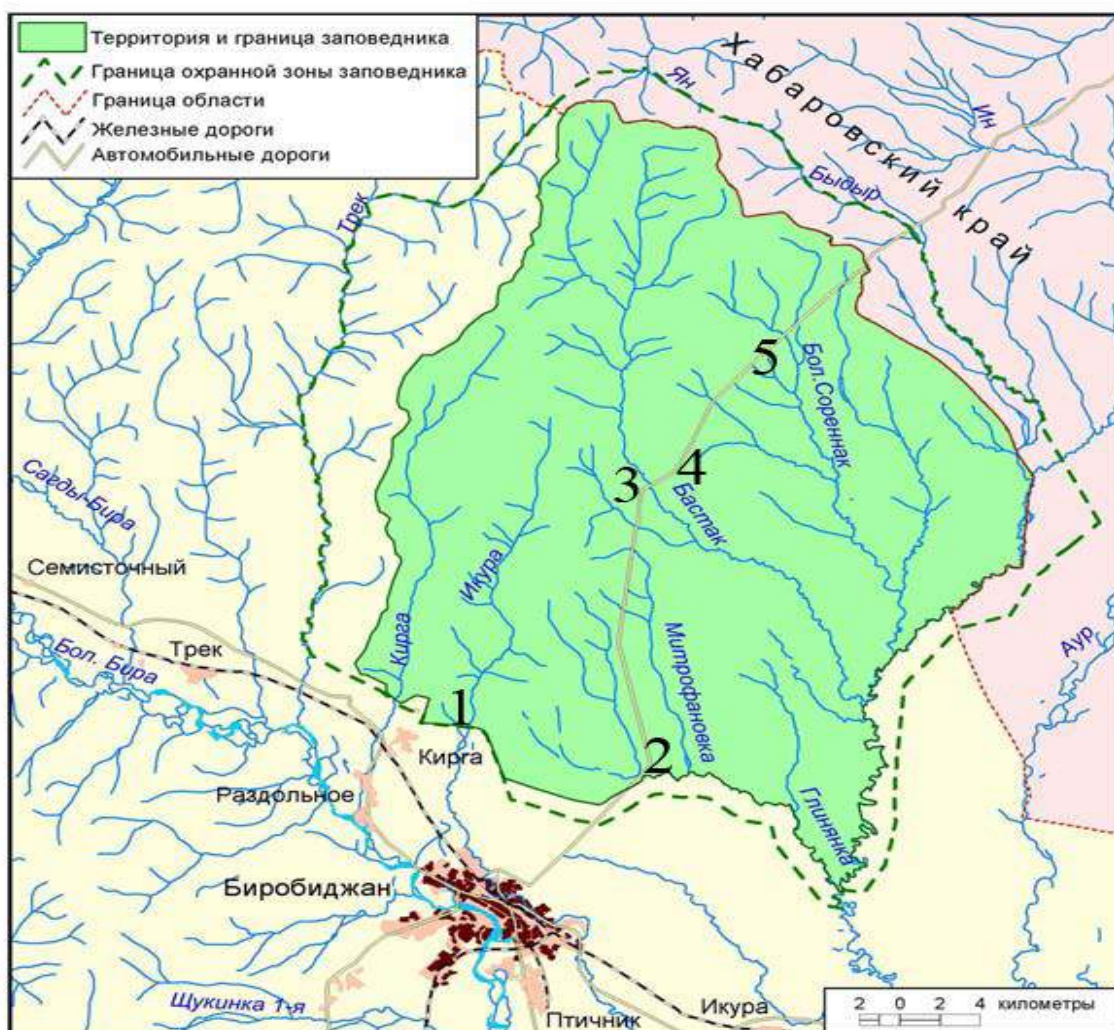 Территория и граница заповедника
Граница охранной зоны заповедника
Граница области
Железные дороги
Автомобильные дороги
Хабаровский край
Ян
Ин
Быдыр
Трек
5
Бол.Сореннак
4
3
Бастак
Сагды-Бира
Семисточный
Икура
Кирга
Митрофановка
Аур
Трек
Бол. Бира
1
Кирга
2
Раздольное
Глинянка
Биробиджан
Щукинка 1-я
Птичник
Икура
2 0 2 4 километры